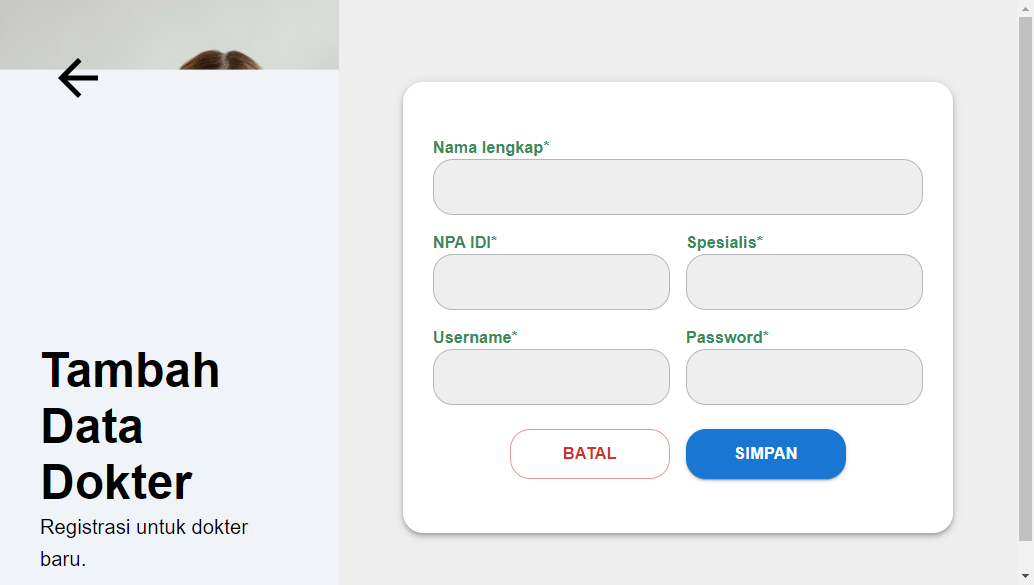 Tambah
Data
Dokter
Registrasi untuk dokter
baru.
Nama lengkap*
NPA IDI*
Spesialis*
Username*
Password*
BATAL
SIMPAN